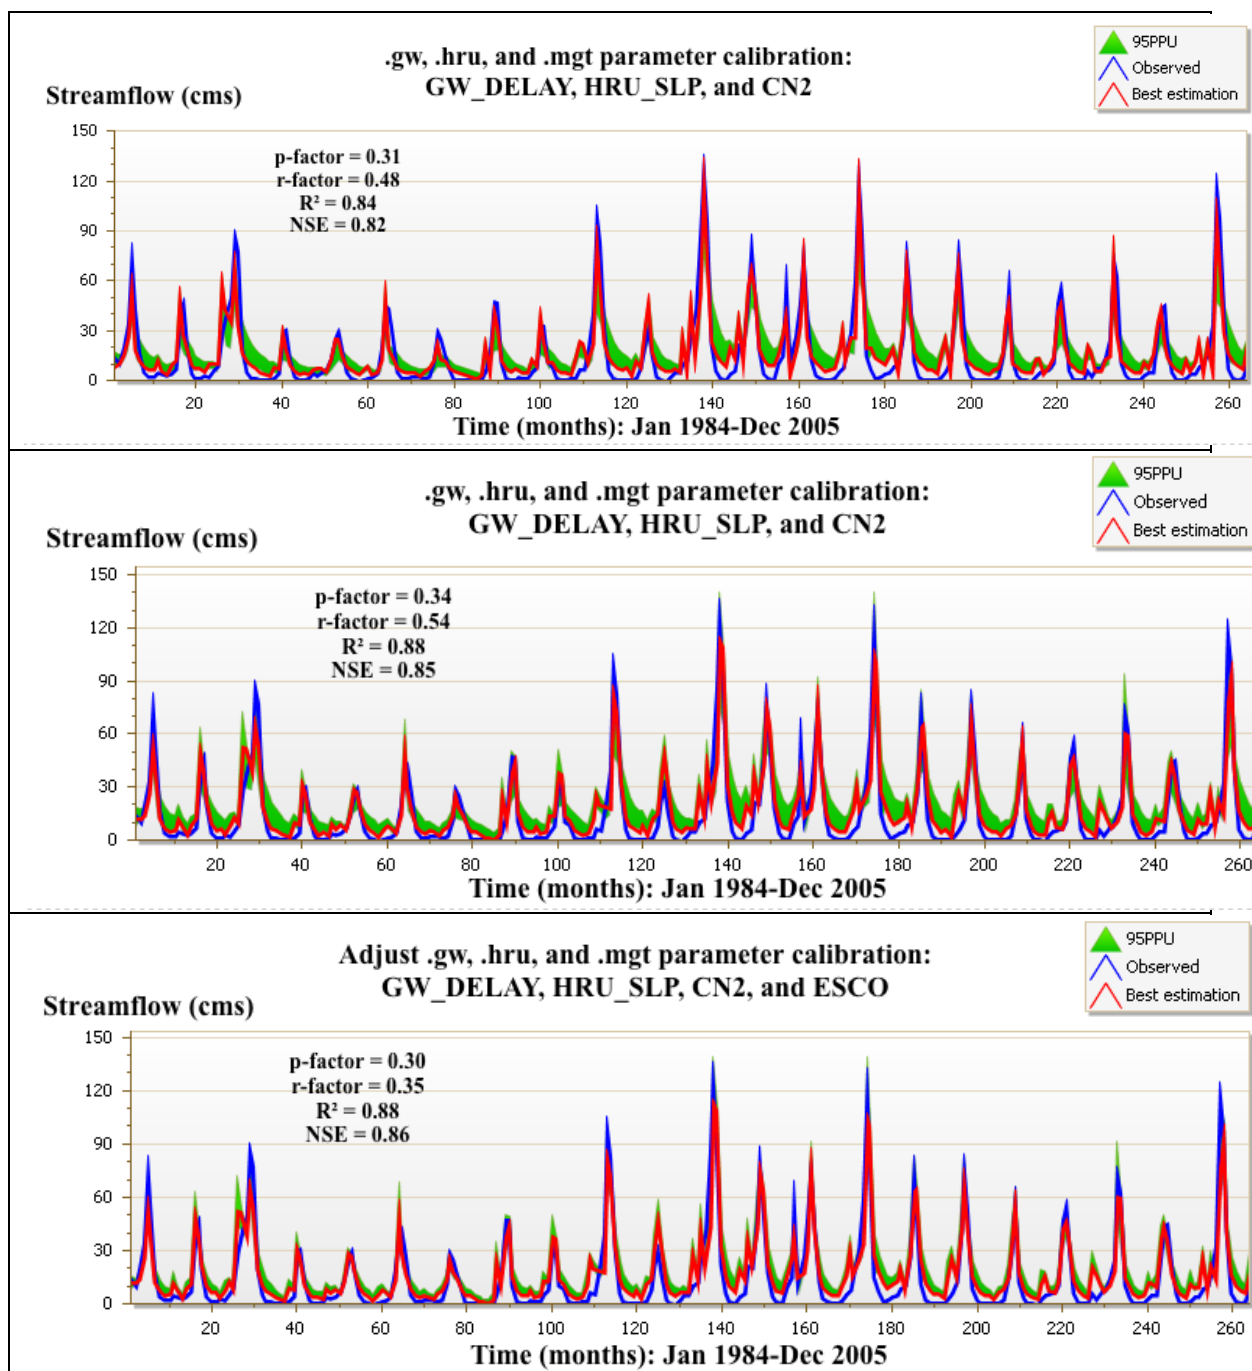 .gw, .hru, and .mgt parameter calibration:
GW_DELAY, HRU_SLP, and CN2
95PPU
Observed
Best estimation
Streamflow (cms)
p-factor = 0.31
r-factor = 0.48
R² = 0.84
NSE = 0.82
150
120
90
60
30
0
20 40 60 80 100 120 140 160 180 200 220 240 260
Time (months): Jan 1984-Dec 2005
.gw, .hru, and .mgt parameter calibration:
GW_DELAY, HRU_SLP, and CN2
95PPU
Observed
Best estimation
Streamflow (cms)
p-factor = 0.34
r-factor = 0.54
R² = 0.88
NSE = 0.85
150
120
90
60
30
0
20 40 60 80 100 120 140 160 180 200 220 240 260
Time (months): Jan 1984-Dec 2005
Adjust .gw, .hru, and .mgt parameter calibration:
GW_DELAY, HRU_SLP, CN2, and ESCO
95PPU
Observed
Best estimation
Streamflow (cms)
p-factor = 0.30
r-factor = 0.35
R² = 0.88
NSE = 0.86
150
120
90
60
30
0
20 40 60 80 100 120 140 160 180 200 220 240 260
Time (months): Jan 1984-Dec 2005